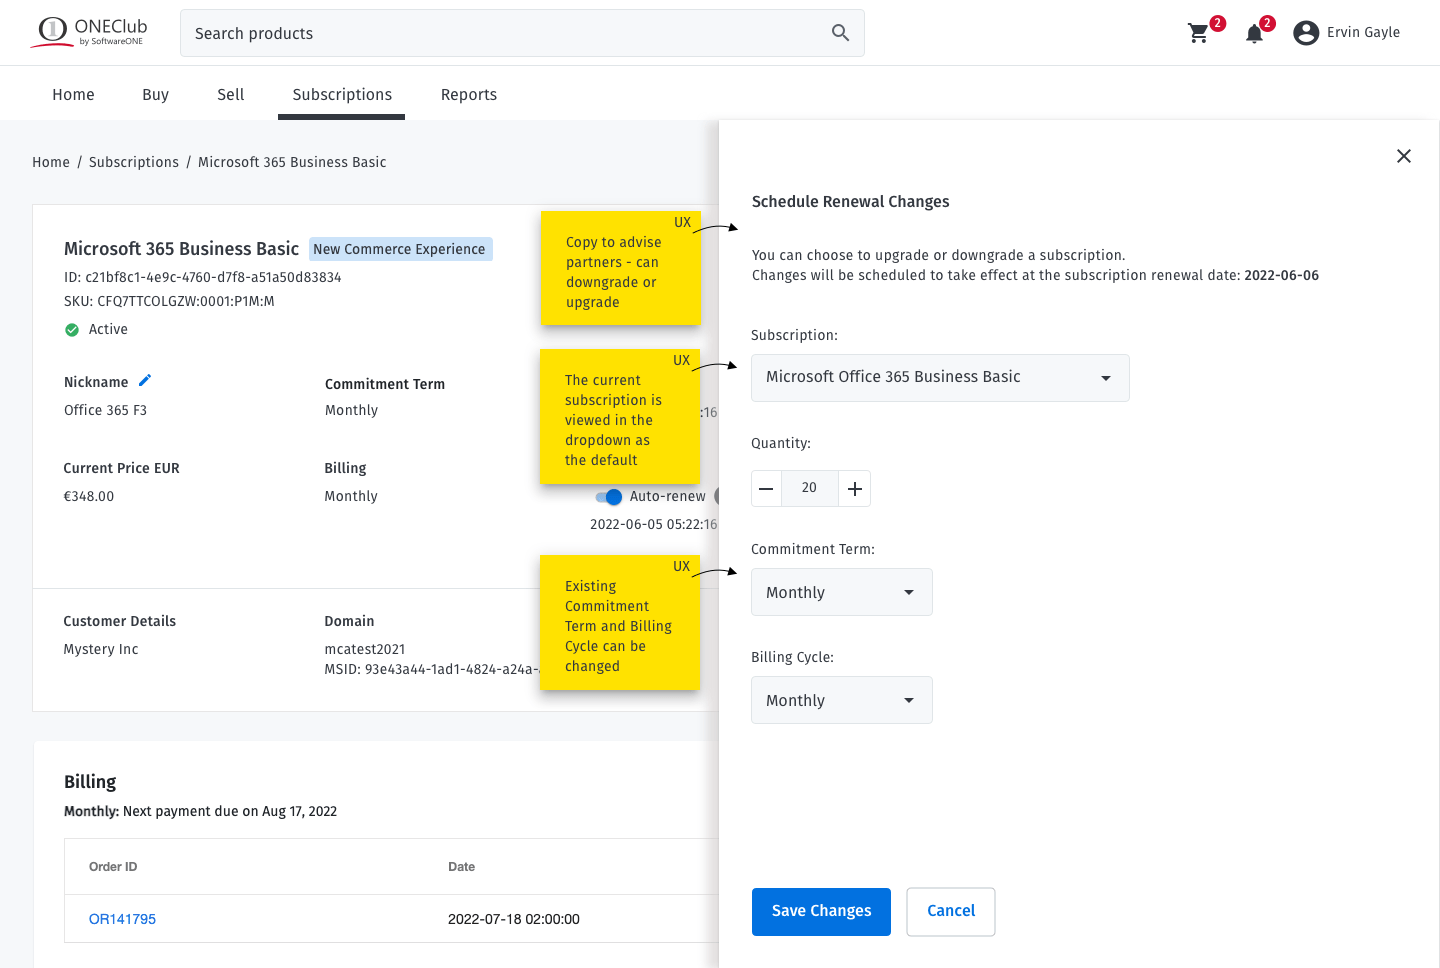 ONEClub
by SoftwareONE
Search products
2
2
Ervin Gayle
Home
Buy
Sell
Subscriptions
Reports
Home / Subscriptions / Microsoft 365 Business Basic
Microsoft 365 Business Basic
New Commerce Experience
ID: c21bf8c1-4e9c-4760-d7f8-a51a50d83834
SKU: CFQ7TTCOLGZW:0001:P1M:M
Active
Nickname
Office 365 F3
Commitment Term
Monthly
:16
Current Price EUR
€348.00
Billing
Monthly
Auto-renew
2022-06-05 05:22:16
Customer Details
Mystery Inc
Domain
mcatest2021
MSID: 93e43a44-1ad1-4824-a24a-
UX
Copy to advise
partners - can
downgrade or
upgrade
UX
The current
subscription is
viewed in the
dropdown as
the default
UX
Existing
Commitment
Term and Billing
Cycle can be
changed
Billing
Monthly: Next payment due on Aug 17, 2022
Order ID
Date
OR141795
2022-07-18 02:00:00
Schedule Renewal Changes
You can choose to upgrade or downgrade a subscription.
Changes will be scheduled to take effect at the subscription renewal date: 2022-06-06
Subscription:
Microsoft Office 365 Business Basic
Quantity:
20
Commitment Term:
Monthly
Billing Cycle:
Monthly
Save Changes
Cancel